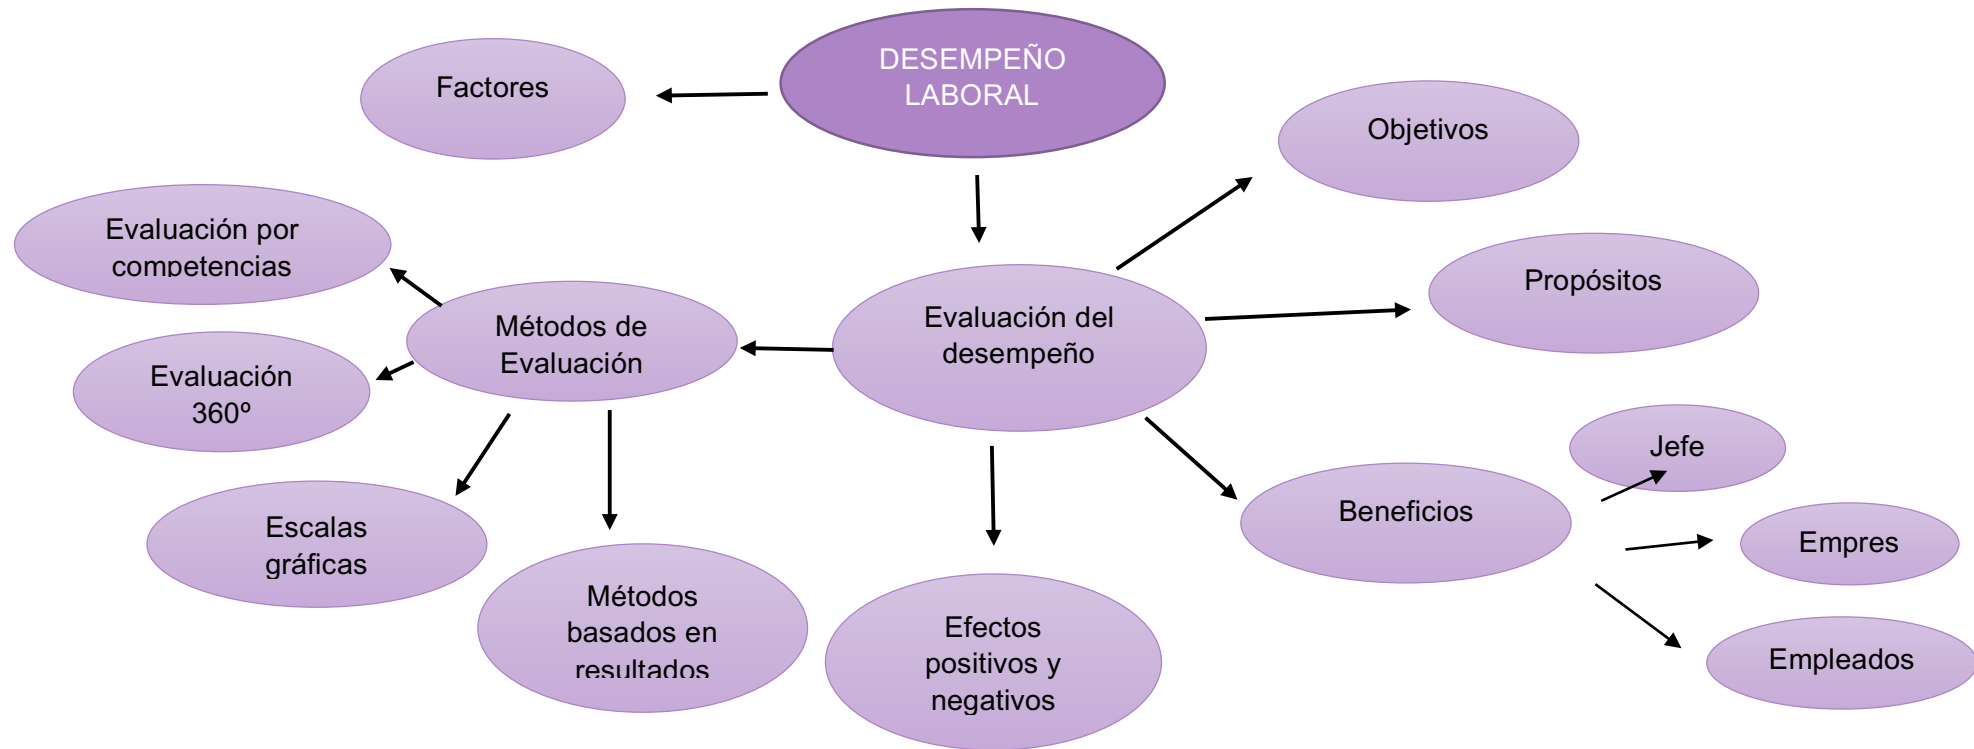 DESEMPEÑO
LABORAL
Factores
Objetivos
Evaluación por
competencias
Propósitos
Métodos de
Evaluación
Evaluación del
desempeño
Evaluación
360º
Jefe
Beneficios
Escalas
gráficas
Empres
Métodos
basados en
resultados
Efectos
positivos y
negativos
Empleados